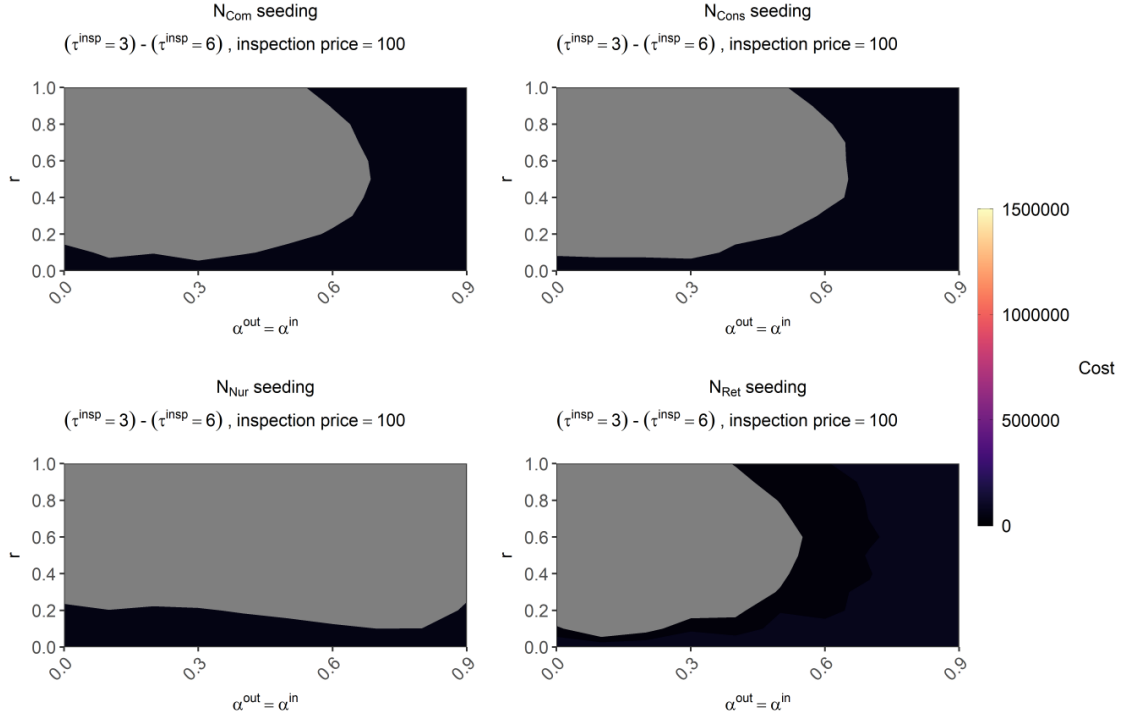 N_Com seeding
(τ^insp = 3) - (τ^insp = 6) , inspection price = 100
1.0
0.8
0.6
0.4
0.2
0.0
r
0.0
0.3
0.6
0.9
α^out = α^in
N_Cons seeding
(τ^insp = 3) - (τ^insp = 6) , inspection price = 100
1.0
0.8
0.6
0.4
0.2
0.0
r
0.0
0.3
0.6
0.9
α^out = α^in
N_Nur seeding
(τ^insp = 3) - (τ^insp = 6) , inspection price = 100
1.0
0.8
0.6
0.4
0.2
0.0
r
0.0
0.3
0.6
0.9
α^out = α^in
N_Ret seeding
(τ^insp = 3) - (τ^insp = 6) , inspection price = 100
1.0
0.8
0.6
0.4
0.2
0.0
r
0.0
0.3
0.6
0.9
α^out = α^in
1500000
1000000
500000
0
Cost